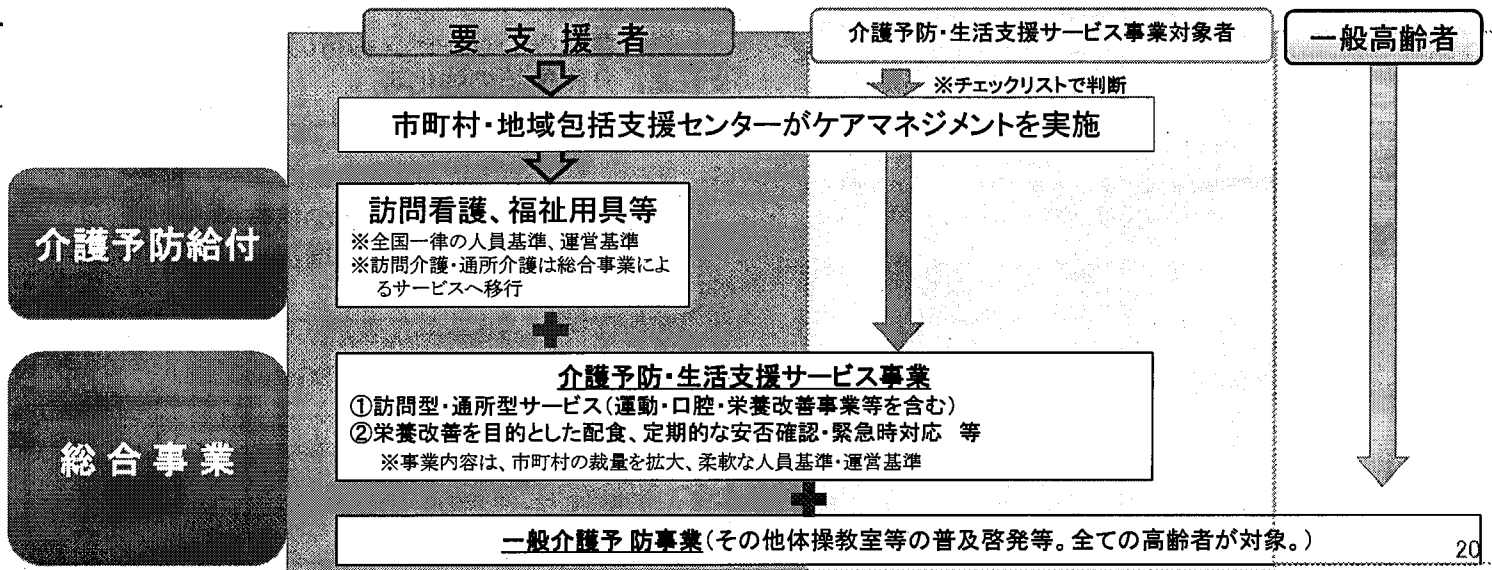 要支援者
介護予防・生活支援サービス事業対象者
一般高齢者
※チェックリストで判断
市町村・地域包括支援センターがケアマネジメントを実施
介護予防給付
訪問看護、福祉用具等
※全国一律の人員基準、運営基準
※訪問介護・通所介護は総合事業によ
るサービスへ移行
総合事業
介護予防・生活支援サービス事業
①訪問型・通所型サービス(運動・口腔・栄養改善事業等を含む)
②栄養改善を目的とした配食、定期的な安否確認・緊急時対応 等
※事業内容は、市町村の裁量を拡大、柔軟な人員基準・運営基準
一般介護予 防事業(その他体操教室等の普及啓発等。全ての高齢者が対象。)
20